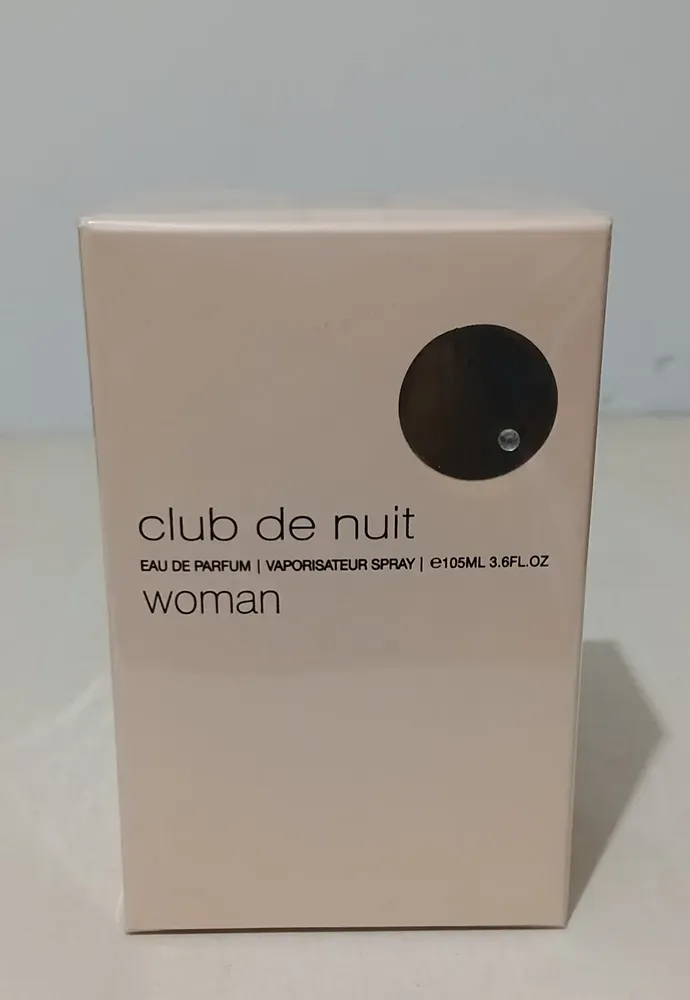 club de nuit
EAU DE PARFUM | VAPORISATEUR SPRAY | ℮105ML 3.6FL.OZ
woman